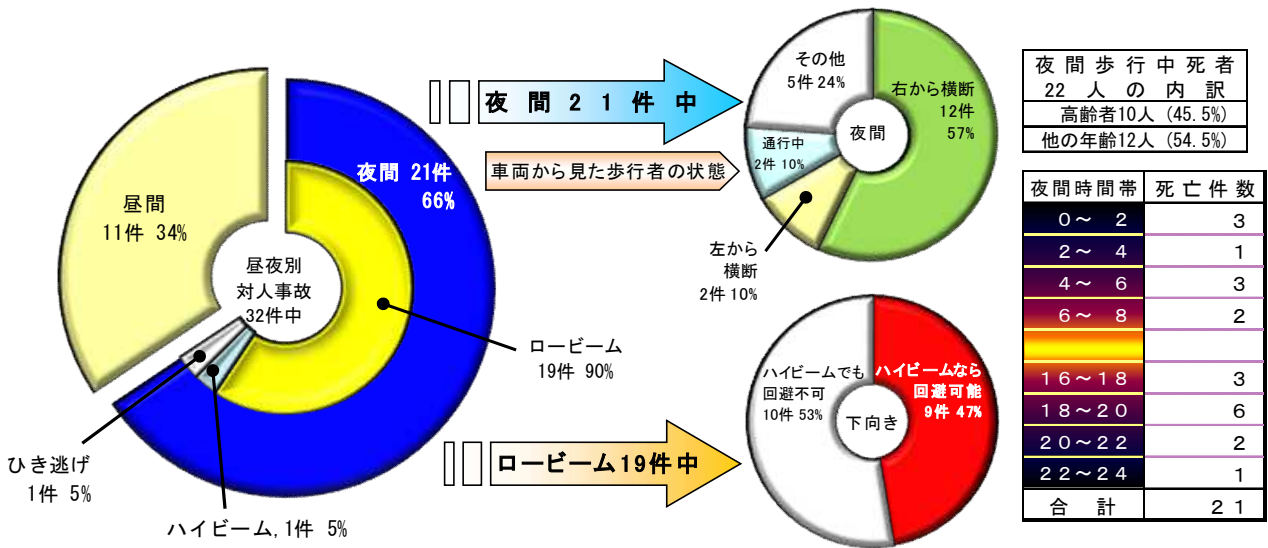 昼間
11件 34%
夜間 21件
66%
昼夜別
対人事故
32件中
ロービーム
19件 90%
ひき逃げ
1件 5%
ハイビーム, 1件 5%
夜間21件中
車両から見た歩行者の状態
ロービーム19件中
その他
5件 24%
右から横断
12件
57%
夜間
通行中
2件 10%
左から
横断
2件 10%
ハイビームでも
回避不可
10件 53%
ハイビームなら
回避可能
9件 47%
下向き
夜間歩行中死者
22人の内訳
高齢者10人 (45.5%)
他の年齢12人 (54.5%)
夜間時間帯 死亡件数
0～ 2 3
2～ 4 1
4～ 6 3
6～ 8 2
16～18 3
18～20 6
20～22 2
22～24 1
合計 21